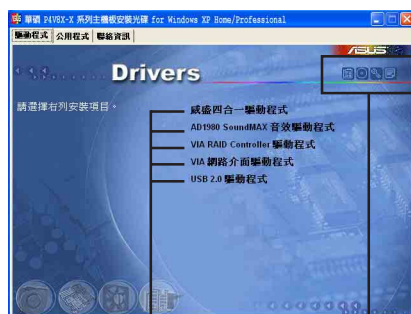 華碩 P4V8X-X 系列主機板安裝光碟 for Windows XP Home/Professional
驅動程式 公用程式 聯絡資訊
ASUS
Drivers
請選擇右列安裝項目。
威盛四合一驅動程式
AD1980 SoundMAX 音效驅動程式
VIA RAID Controller 驅動程式
VIA 網路介面驅動程式
USB 2.0 驅動程式